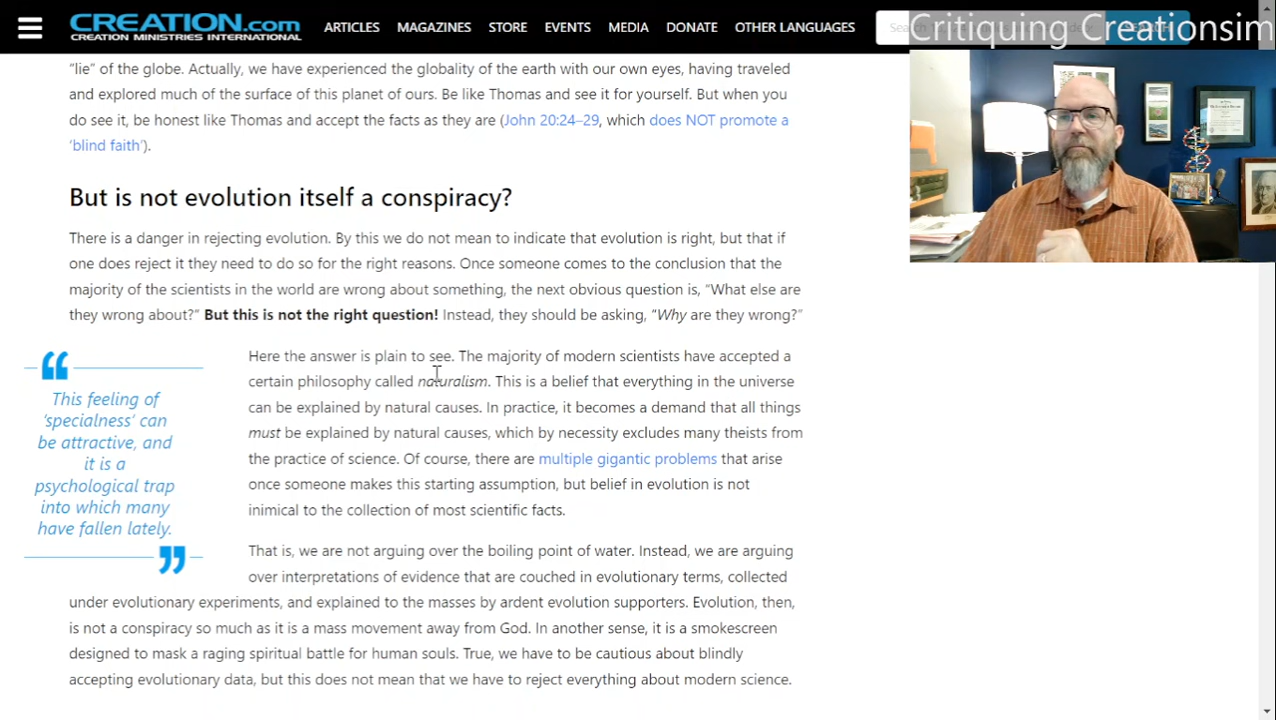 CREATION.com
CREATION MINISTRIES INTERNATIONAL
ARTICLES MAGAZINES STORE EVENTS MEDIA DONATE OTHER LANGUAGES
Critiquing Creationsim
"lie" of the globe. Actually, we have experienced the globality of the earth with our own eyes, having traveled
and explored much of the surface of this planet of ours. Be like Thomas and see it for yourself. But when you
do see it, be honest like Thomas and accept the facts as they are (John 20:24–29, which does NOT promote a
'blind faith').
But is not evolution itself a conspiracy?
There is a danger in rejecting evolution. By this we do not mean to indicate that evolution is right, but that if
one does reject it they need to do so for the right reasons. Once someone comes to the conclusion that the
majority of the scientists in the world are wrong about something, the next obvious question is, "What else are
they wrong about?" But this is not the right question! Instead, they should be asking, "Why are they wrong?"
This feeling of
'specialness' can
be attractive, and
it is a
psychological trap
into which many
have fallen lately.
Here the answer is plain to see. The majority of modern scientists have accepted a
certain philosophy called naturalism. This is a belief that everything in the universe
can be explained by natural causes. In practice, it becomes a demand that all things
must be explained by natural causes, which by necessity excludes many theists from
the practice of science. Of course, there are multiple gigantic problems that arise
once someone makes this starting assumption, but belief in evolution is not
inimical to the collection of most scientific facts.
That is, we are not arguing over the boiling point of water. Instead, we are arguing
over interpretations of evidence that are couched in evolutionary terms, collected
under evolutionary experiments, and explained to the masses by ardent evolution supporters. Evolution, then,
is not a conspiracy so much as it is a mass movement away from God. In another sense, it is a smokescreen
designed to mask a raging spiritual battle for human souls. True, we have to be cautious about blindly
accepting evolutionary data, but this does not mean that we have to reject everything about modern science.